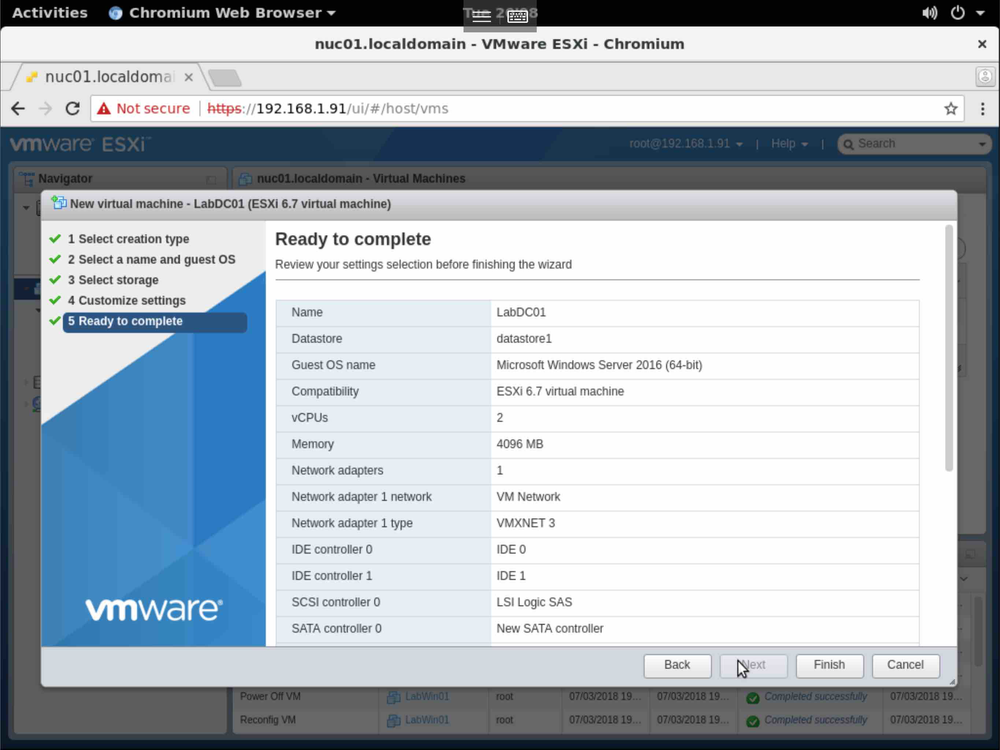 Activities Chromium Web Browser
nuc01.localdomain - VMware ESXi - Chromium
nuc01.localdomai
Not secure https://192.168.1.91/ui/#/host/vms
vmware ESXi
root@192.168.1.91 | Help | Search
Navigator
nuc01.localdomain - Virtual Machines
New virtual machine - LabDC01 (ESXi 6.7 virtual machine)
1 Select creation type
2 Select a name and guest OS
3 Select storage
4 Customize settings
5 Ready to complete
vmware
Ready to complete
Review your settings selection before finishing the wizard
Name LabDC01
Datastore datastore1
Guest OS name Microsoft Windows Server 2016 (64-bit)
Compatibility ESXi 6.7 virtual machine
vCPUs 2
Memory 4096 MB
Network adapters 1
Network adapter 1 network VM Network
Network adapter 1 type VMXNET 3
IDE controller 0 IDE 0
IDE controller 1 IDE 1
SCSI controller 0 LSI Logic SAS
SATA controller 0 New SATA controller
Back Next Finish Cancel
Power Off VM LabWin01 root 07/03/2018 19... 07/03/2018 19... Completed successfully 07/03/2018 19...
Reconfig VM LabWin01 root 07/03/2018 19... 07/03/2018 19... Completed successfully 07/03/2018 19...